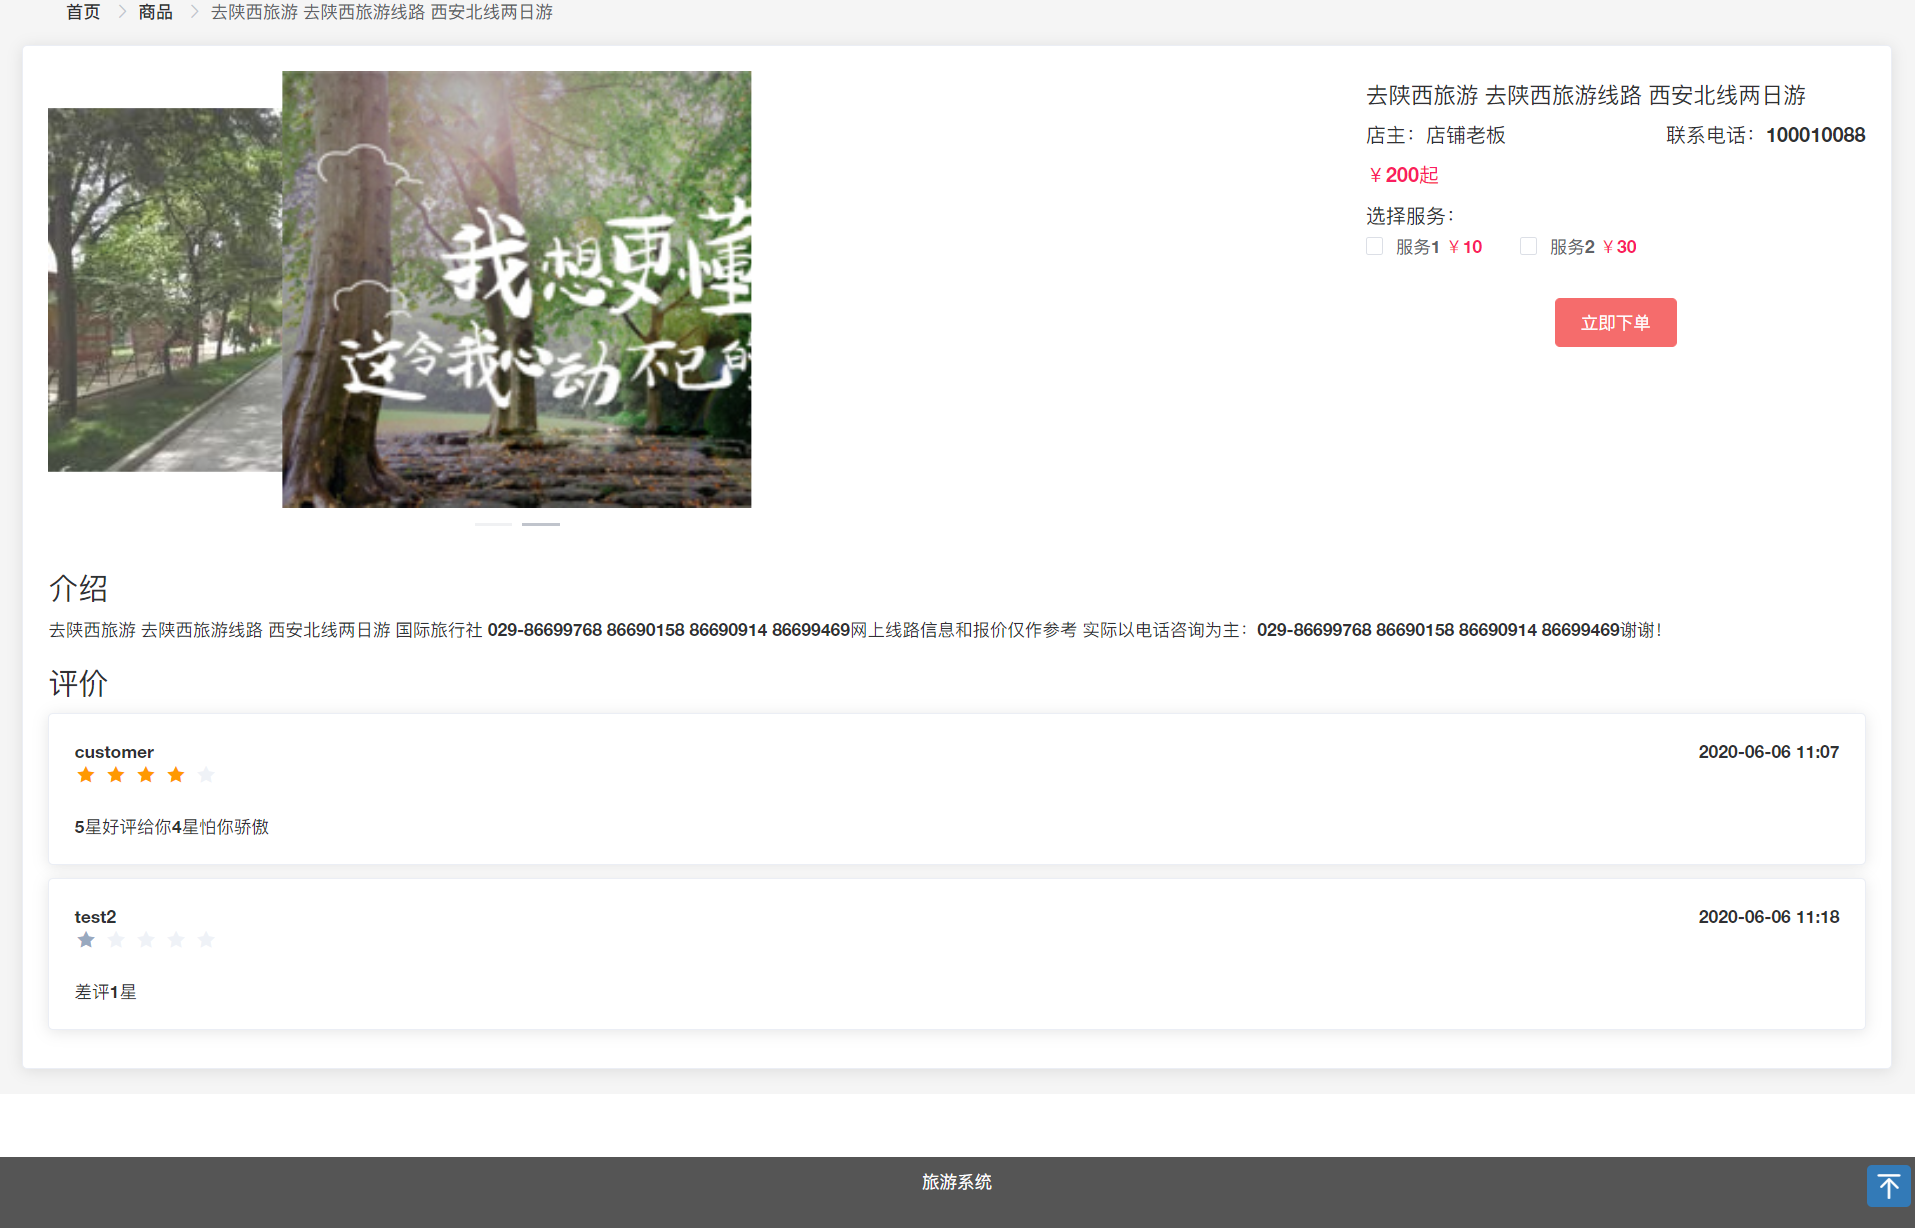 首页 商品 去陕西旅游 去陕西旅游线路 西安北线两日游
我想更懂
这令我心动不已的
去陕西旅游 去陕西旅游线路 西安北线两日游
店主：店铺老板 联系电话：100010088
￥200起
选择服务：
服务1 ￥10 服务2 ￥30
立即下单
介绍
去陕西旅游 去陕西旅游线路 西安北线两日游 国际旅行社 029-86699768 86690158 86690914 86699469网上线路信息和报价仅作参考 实际以电话咨询为主：029-86699768 86690158 86690914 86699469谢谢！
评价
customer 2020-06-06 11:07
5星好评给你4星怕你骄傲
test2 2020-06-06 11:18
差评1星
旅游系统